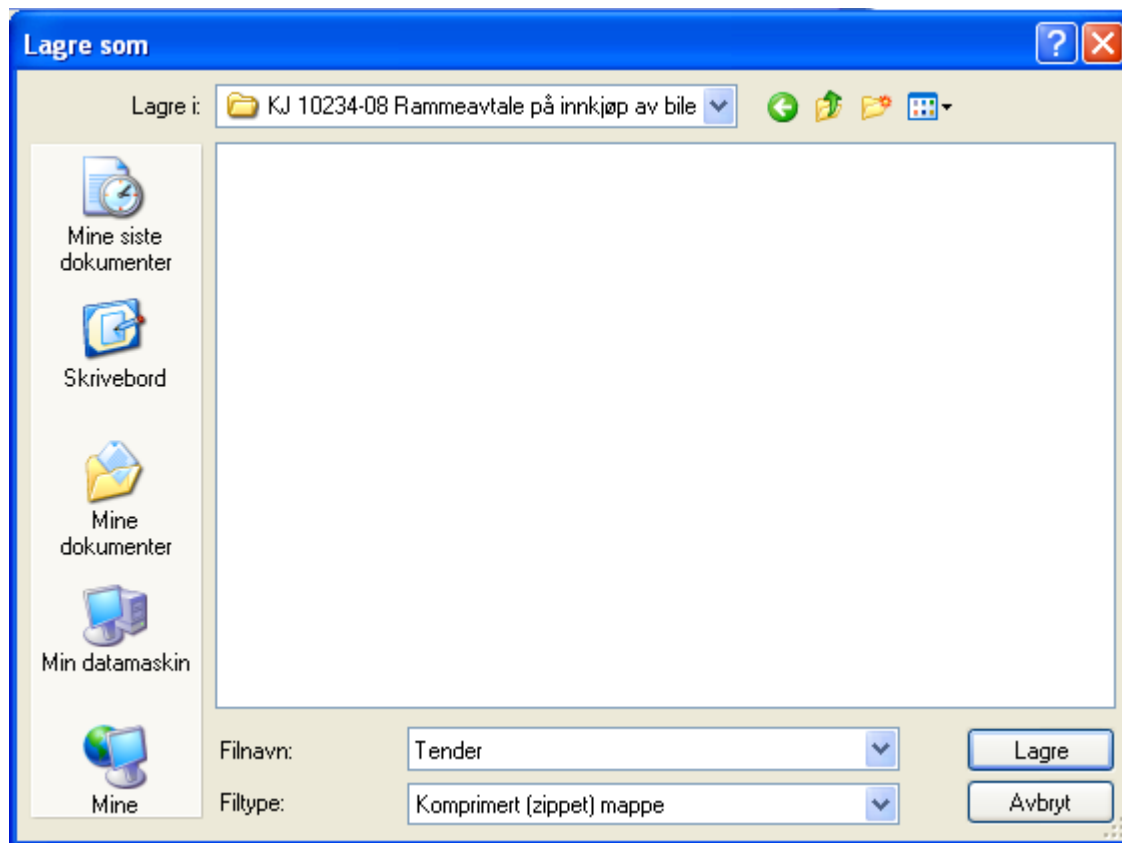 Lagre som
Lagre i:
KJ 10234-08 Rammeavtale på innkjøp av bile
Mine siste
dokumenter
Skrivebord
Mine
dokumenter
Min datamaskin
Mine
Filnavn:
Tender
Lagre
Filtype:
Komprimert (zippet) mappe
Avbryt